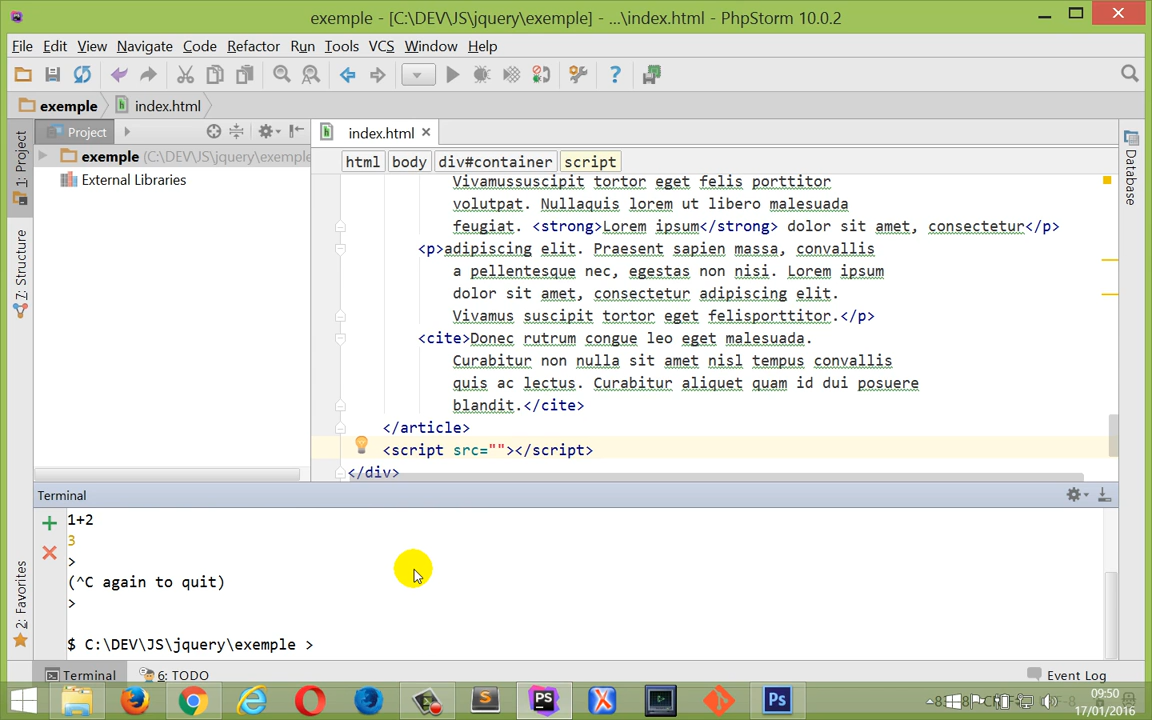 exemple - [C:\DEV\JS\jquery\exemple] - ...\index.html - PhpStorm 10.0.2
File Edit View Navigate Code Refactor Run Tools VCS Window Help
exemple index.html
1: Project
Project
index.html
exemple (C:\DEV\JS\jquery\exemple
External Libraries
html body div#container script
Vivamussuscipit tortor eget felis porttitor
volutpat. Nullaquis lorem ut libero malesuada
feugiat. <strong>Lorem ipsum</strong> dolor sit amet, consectetur</p>
<p>adipiscing elit. Praesent sapien massa, convallis
a pellentesque nec, egestas non nisi. Lorem ipsum
dolor sit amet, consectetur adipiscing elit.
Vivamus suscipit tortor eget felisporttitor.</p>
<cite>Donec rutrum congue leo eget malesuada.
Curabitur non nulla sit amet nisl tempus convallis
quis ac lectus. Curabitur aliquet quam id dui posuere
blandit.</cite>
</article>
<script src=""></script>
</div>
Database
7: Structure
2: Favorites
Terminal
1+2
3
>
(^C again to quit)
>
$ C:\DEV\JS\jquery\exemple >
Terminal 6: TODO Event Log
09:50
17/01/2016